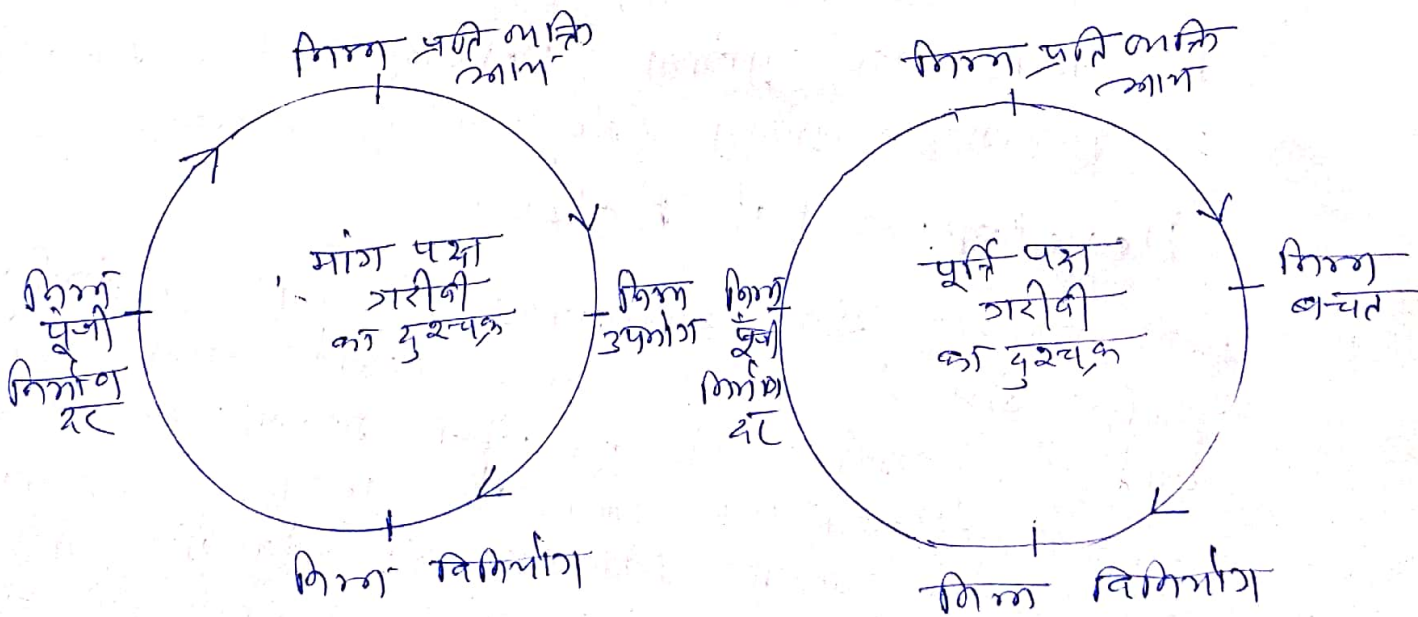 निम्न प्रति व्यक्ति
आय
मांग पक्ष
गरीबी
का दुश्चक्र
निम्न
उपभोग
निम्न विनियोग
निम्न
पूंजी
निर्माण
दर
निम्न प्रति व्यक्ति
आय
पूर्ति पक्ष
गरीबी
का दुश्चक्र
निम्न
बचत
निम्न विनियोग
निम्न
पूँजी
निर्माण
दर